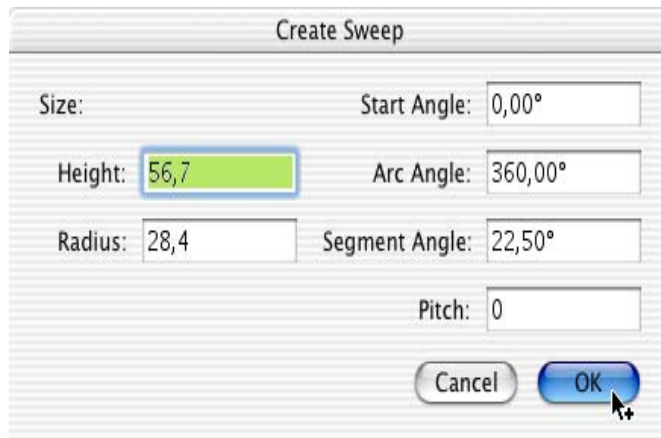 Create Sweep
Size: Start Angle: 0,00°
Height: 56,7 Arc Angle: 360,00°
Radius: 28,4 Segment Angle: 22,50°
Pitch: 0
Cancel OK